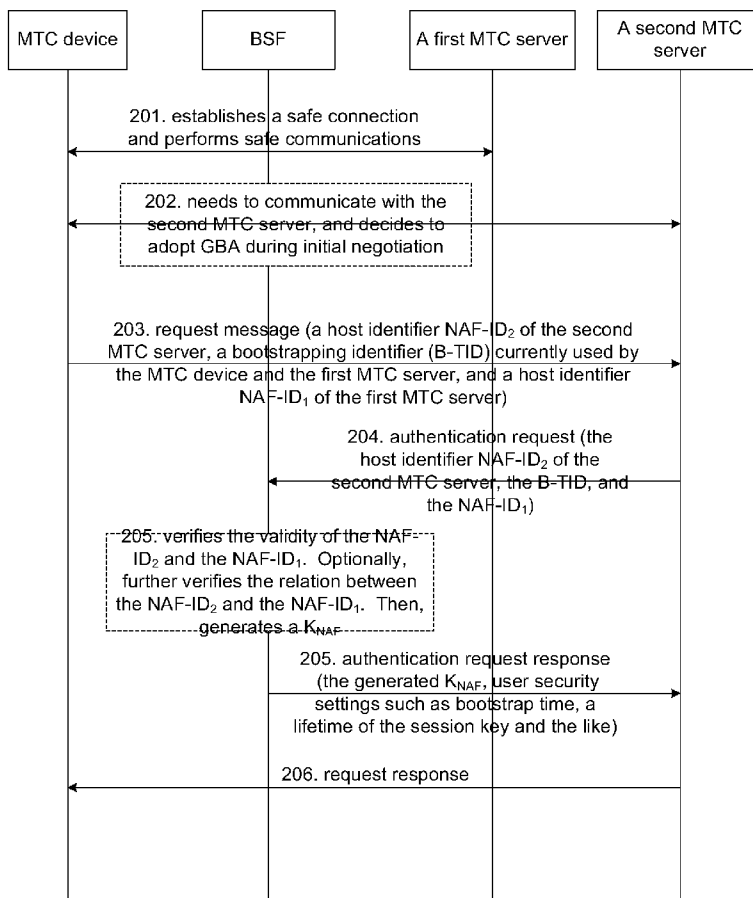 MTC device
BSF
A first MTC server
A second MTC
server
201. establishes a safe connection
and performs safe communications
202. needs to communicate with the
second MTC server, and decides to
adopt GBA during initial negotiation
203. request message (a host identifier NAF-ID₂ of the second
MTC server, a bootstrapping identifier (B-TID) currently used by
the MTC device and the first MTC server, and a host identifier
NAF-ID₁ of the first MTC server)
204. authentication request (the
host identifier NAF-ID₂ of the
second MTC server, the B-TID, and
the NAF-ID₁)
205. verifies the validity of the NAF-
ID₂ and the NAF-ID₁. Optionally,
further verifies the relation between
the NAF-ID₂ and the NAF-ID₁. Then,
generates a K_NAF
205. authentication request response
(the generated K_NAF, user security
settings such as bootstrap time, a
lifetime of the session key and the like)
206. request response